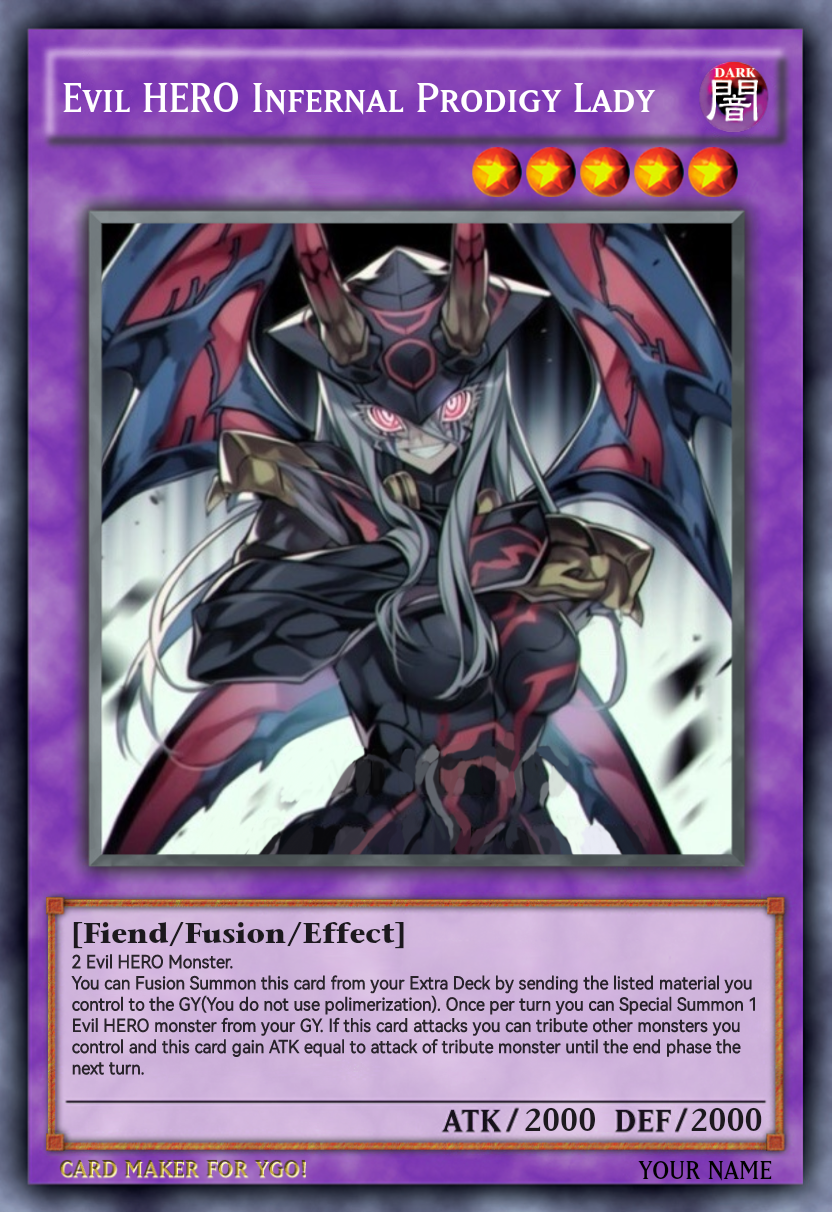 Evil HERO Infernal Prodigy Lady
DARK
闇
[Fiend/Fusion/Effect]
2 Evil HERO Monster.
You can Fusion Summon this card from your Extra Deck by sending the listed material you
control to the GY(You do not use polimerization). Once per turn you can Special Summon 1
Evil HERO monster from your GY. If this card attacks you can tribute other monsters you
control and this card gain ATK equal to attack of tribute monster until the end phase the
next turn.
ATK/2000 DEF/2000
CARD MAKER FOR YGO! YOUR NAME